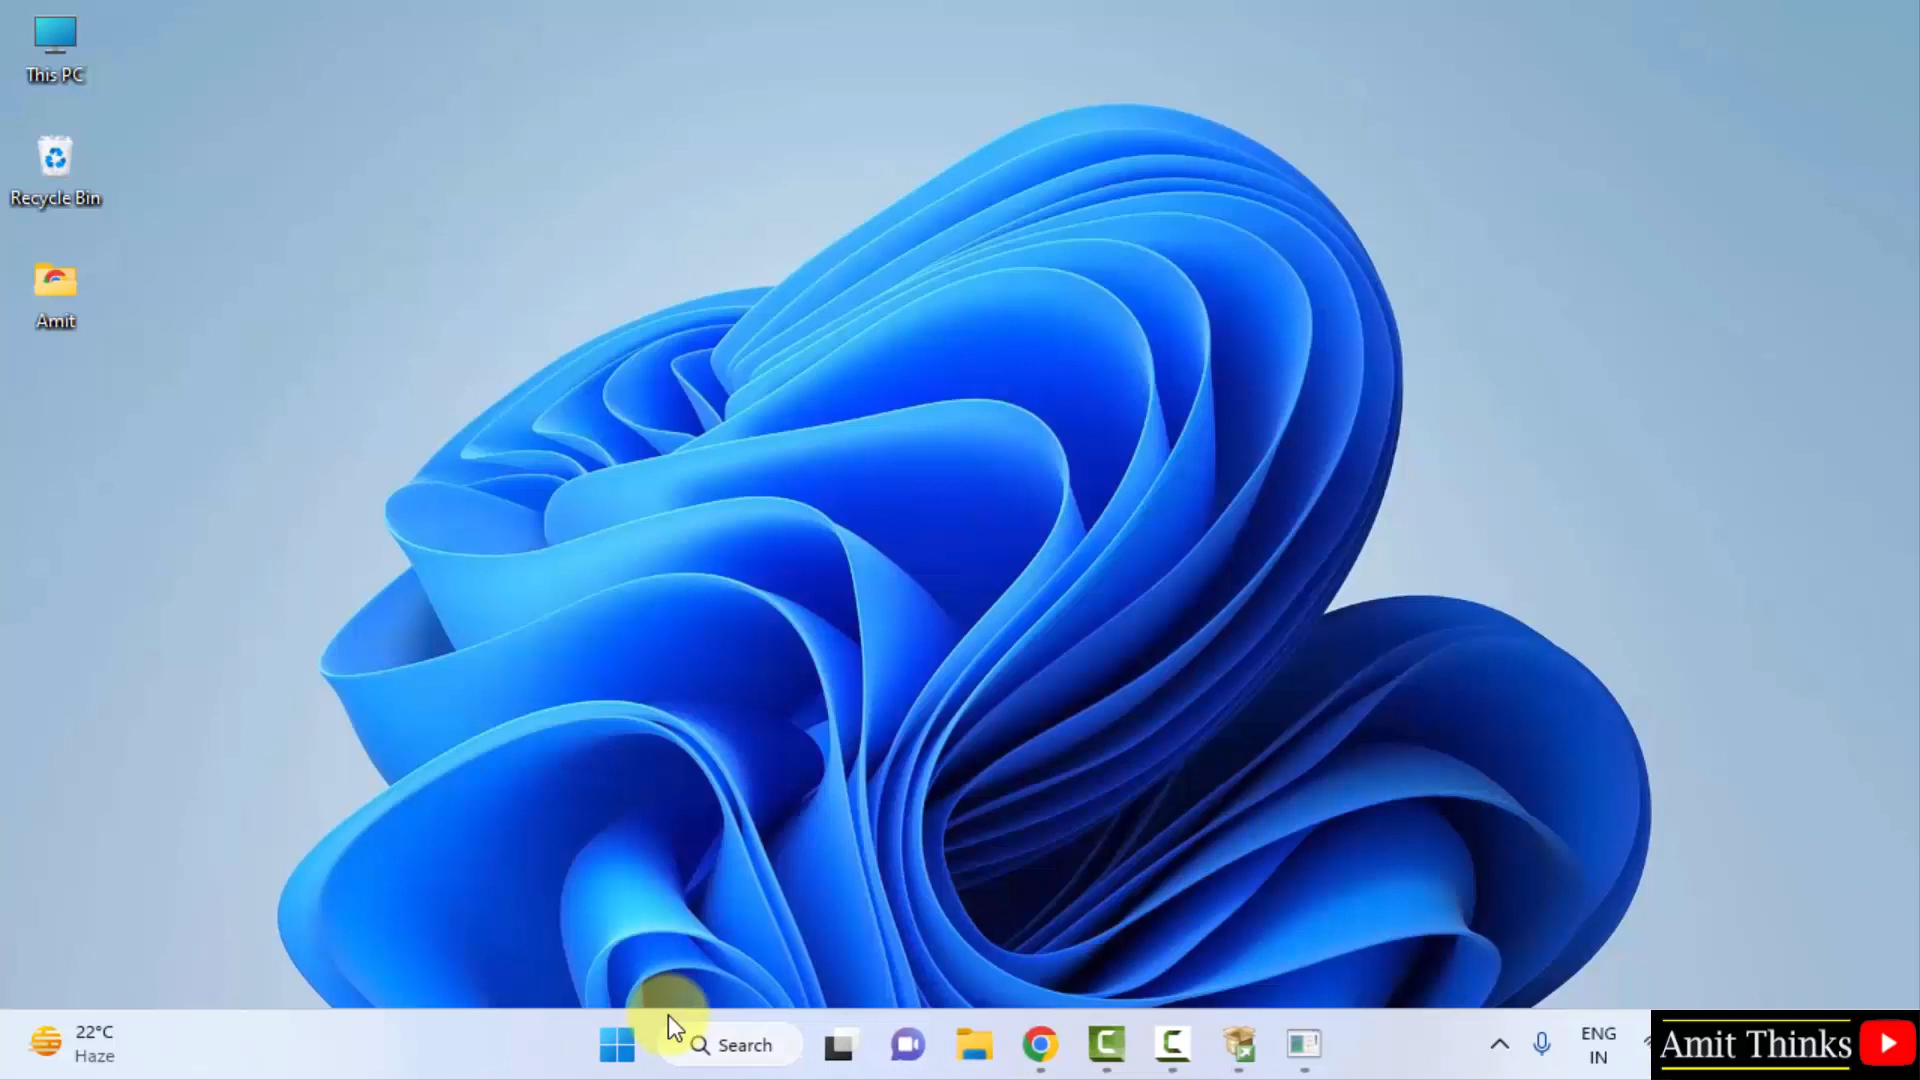 This PC
Recycle Bin
Amit
22°C
Haze
Search
ENG
IN
Amit Thinks